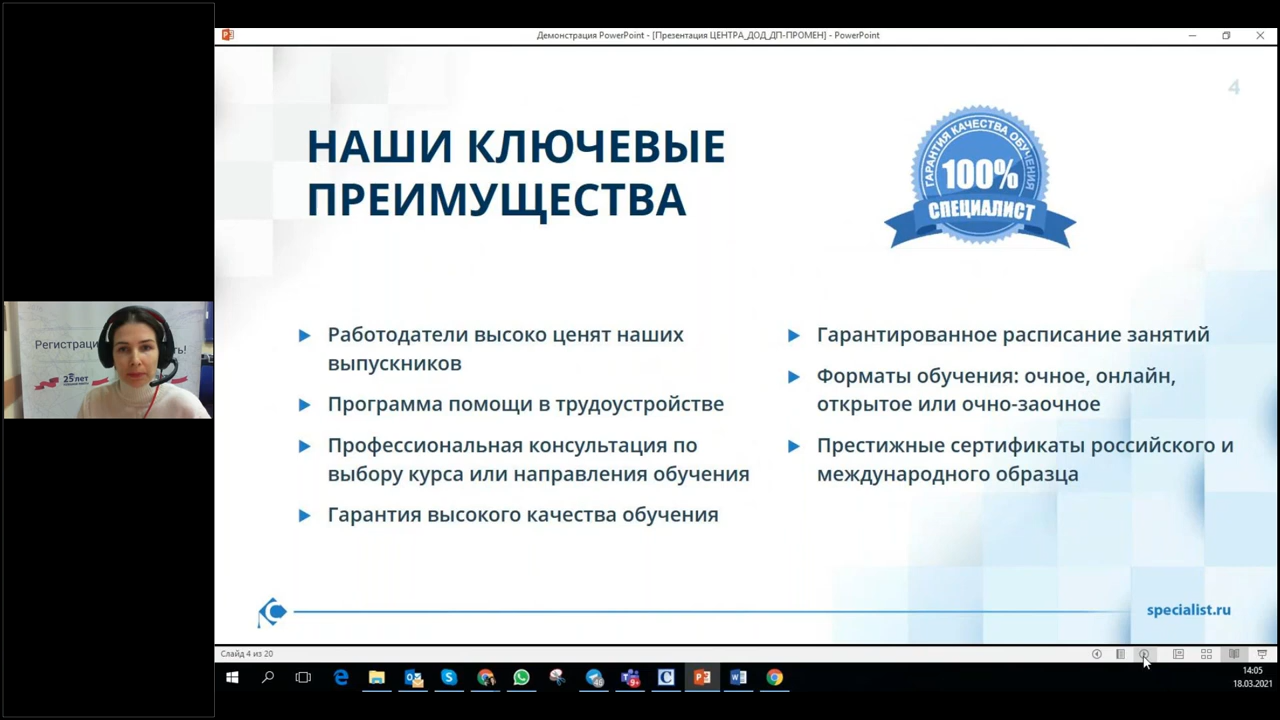 Демонстрация PowerPoint - [Презентация ЦЕНТРА_ДОД_ДП-ПРОМЕН] - PowerPoint
4
НАШИ КЛЮЧЕВЫЕ
ПРЕИМУЩЕСТВА
ГАРАНТИЯ КАЧЕСТВА ОБУЧЕНИЯ
100%
СПЕЦИАЛИСТ
Работодатели высоко ценят наших
выпускников
Программа помощи в трудоустройстве
Профессиональная консультация по
выбору курса или направления обучения
Гарантия высокого качества обучения
Гарантированное расписание занятий
Форматы обучения: очное, онлайн,
открытое или очно-заочное
Престижные сертификаты российского и
международного образца
specialist.ru
25 лет
Слайд 4 из 20
14:05
18.03.2021